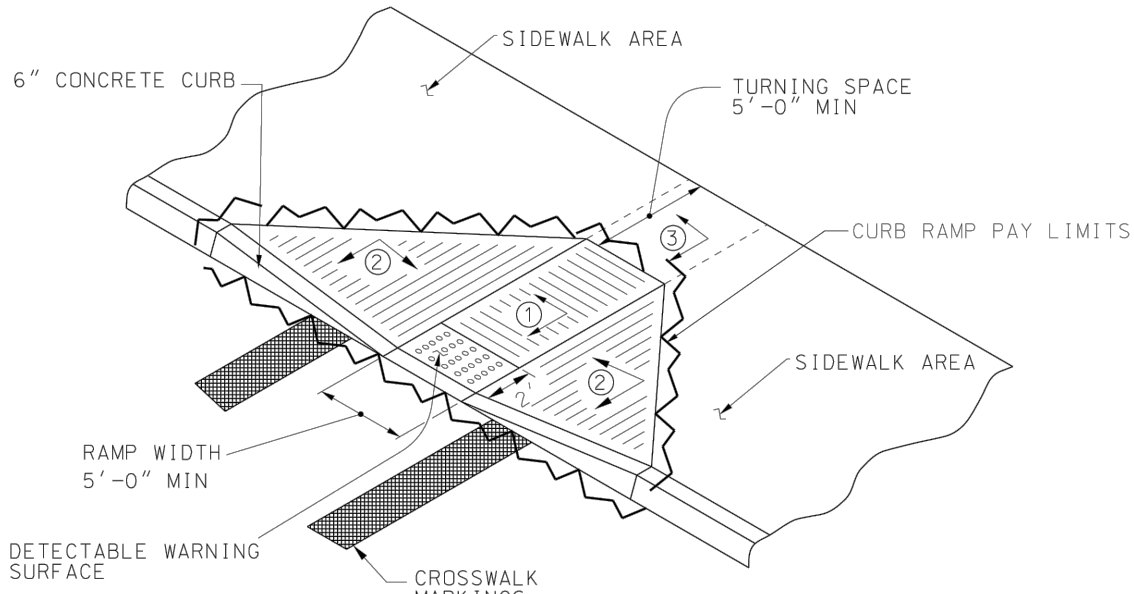 SIDEWALK AREA
6" CONCRETE CURB
TURNING SPACE
5'-0" MIN
3
CURB RAMP PAY LIMITS
2
1
SIDEWALK AREA
2
2'
RAMP WIDTH
5'-0" MIN
DETECTABLE WARNING
SURFACE
CROSSWALK
MARKINGS